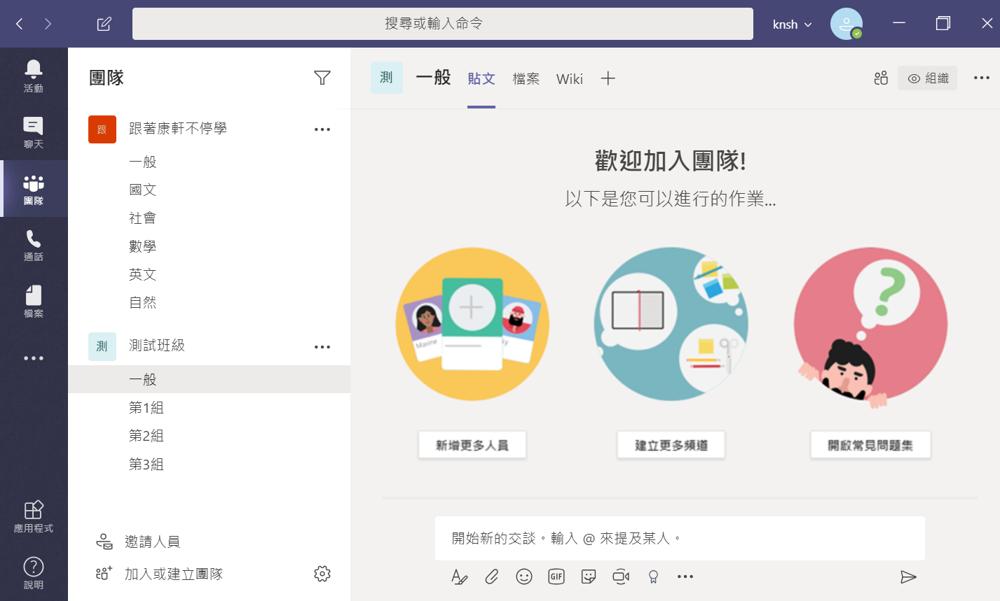 搜尋或輸入命令
knsh
活動
聊天
團隊
通話
檔案
應用程式
說明
團隊
跟
跟著康軒不停學
一般
國文
社會
數學
英文
自然
測
測試班級
一般
第1組
第2組
第3組
邀請人員
加入或建立團隊
測
一般
貼文
檔案
Wiki
組織
歡迎加入團隊!
以下是您可以進行的作業...
Maxine
新增更多人員
建立更多頻道
開啟常見問題集
開始新的交談。輸入 @ 來提及某人。
GIF